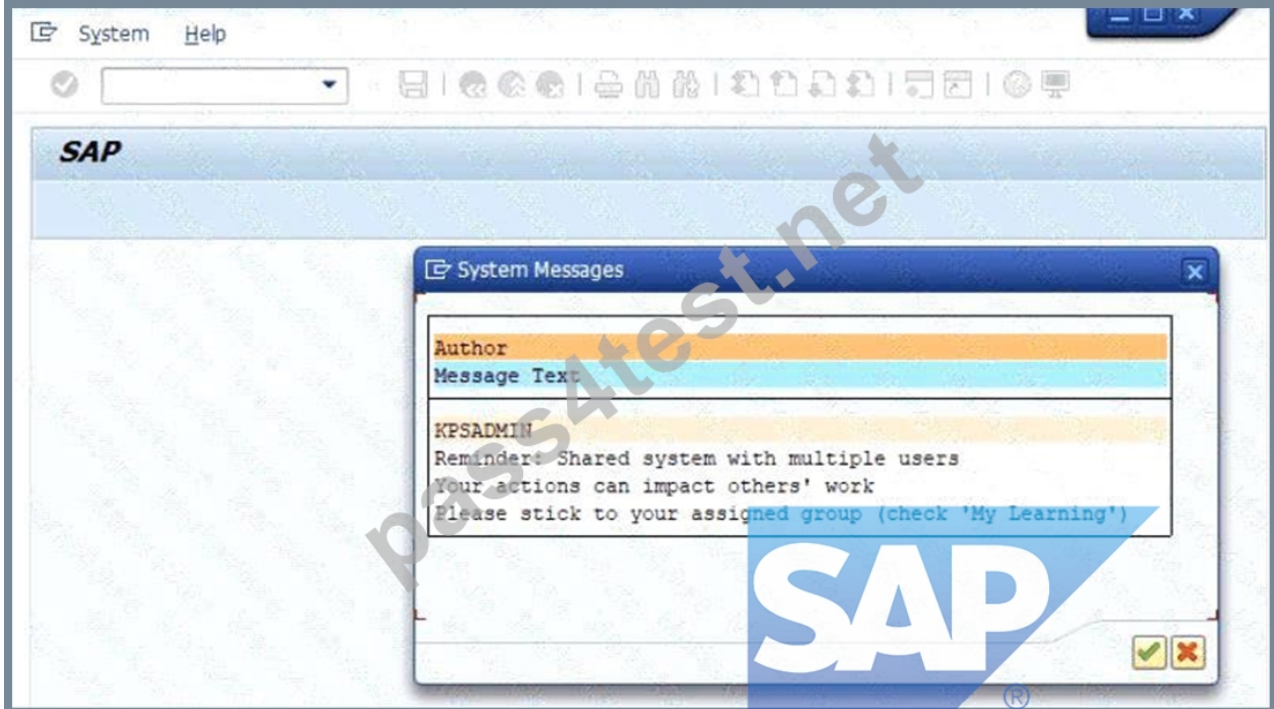 System Help
SAP
System Messages
Author
Message Text
KPSADMIN
Reminder: Shared system with multiple users
Your actions can impact others' work
Please stick to your assigned group (check 'My Learning')
pass4test.net
SAP
®